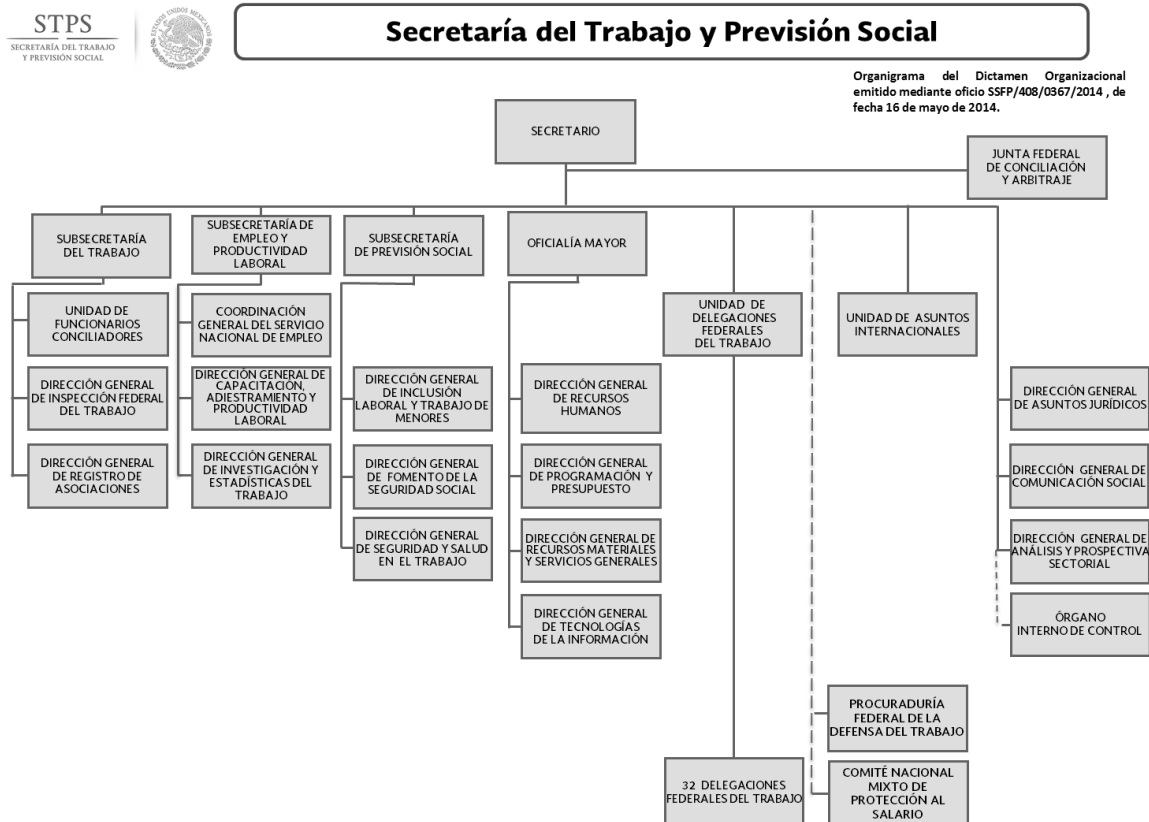 STPS
SECRETARÍA DEL TRABAJO
Y PREVISIÓN SOCIAL
ESTADOS UNIDOS MEXICANOS
Secretaría del Trabajo y Previsión Social
Organigrama del Dictamen Organizacional
emitido mediante oficio SSFP/408/0367/2014 , de
fecha 16 de mayo de 2014.
SECRETARIO
JUNTA FEDERAL
DE CONCILIACIÓN
Y ARBITRAJE
SUBSECRETARÍA
DEL TRABAJO
SUBSECRETARÍA DE
EMPLEO Y
PRODUCTIVIDAD
LABORAL
SUBSECRETARÍA
DE PREVISIÓN SOCIAL
OFICIALÍA MAYOR
UNIDAD DE
FUNCIONARIOS
CONCILIADORES
COORDINACIÓN
GENERAL DEL SERVICIO
NACIONAL DE EMPLEO
UNIDAD DE
DELEGACIONES
FEDERALES
DEL TRABAJO
UNIDAD DE ASUNTOS
INTERNACIONALES
DIRECCIÓN GENERAL
DE INSPECCIÓN FEDERAL
DEL TRABAJO
DIRECCIÓN GENERAL DE
CAPACITACIÓN,
ADIESTRAMIENTO Y
PRODUCTIVIDAD
LABORAL
DIRECCIÓN GENERAL
DE INCLUSIÓN
LABORAL Y TRABAJO DE
MENORES
DIRECCIÓN GENERAL
DE RECURSOS
HUMANOS
DIRECCIÓN GENERAL
DE ASUNTOS JURÍDICOS
DIRECCIÓN GENERAL
DE REGISTRO DE
ASOCIACIONES
DIRECCIÓN GENERAL
DE INVESTIGACIÓN Y
ESTADÍSTICAS DEL
TRABAJO
DIRECCIÓN GENERAL
DE FOMENTO DE LA
SEGURIDAD SOCIAL
DIRECCIÓN GENERAL
DE PROGRAMACIÓN Y
PRESUPUESTO
DIRECCIÓN GENERAL DE
COMUNICACIÓN SOCIAL
DIRECCIÓN GENERAL
DE SEGURIDAD Y SALUD
EN EL TRABAJO
DIRECCIÓN GENERAL DE
RECURSOS MATERIALES
Y SERVICIOS GENERALES
DIRECCIÓN GENERAL DE
ANÁLISIS Y PROSPECTIVA
SECTORIAL
DIRECCIÓN GENERAL
DE TECNOLOGÍAS
DE LA INFORMACIÓN
ÓRGANO
INTERNO DE CONTROL
PROCURADURÍA
FEDERAL DE LA
DEFENSA DEL TRABAJO
32 DELEGACIONES
FEDERALES DEL TRABAJO
COMITÉ NACIONAL
MIXTO DE
PROTECCIÓN AL
SALARIO